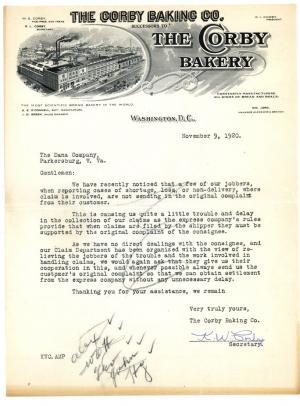 THE CORBY BAKING CO.
SUCCESSORS TO
THE CORBY
BAKERY
THE MOST SCIENTIFIC BREAD BAKERY IN THE WORLD.
WASHINGTON, D.C.,
November 9, 1920.
The Dana Company,
Parkersburg, W. Va.
Gentlemen:
We have recently noticed that a few of our jobbers,
when reporting cases of shortage, loss, or non-delivery, where
claim is involved, are not sending in the original complaint
from their customer.
This is causing us quite a little trouble and delay
in the collection of our claims as the express company's rules
provide that when claims are filed by the shipper they must be
supported by the original complaint of the consignee.
As we have no direct dealings with the consignee, and
our Claim Department has been organized with the view of re-
lieving the jobbers of the trouble and the work involved in
handling claims, we would again ask that they give us their
cooperation in this, and whenever possible always send us the
customer's original complaint so that we can obtain settlement
from the express company without any unnecessary delay.
Thanking you for your assistance, we remain
Very truly yours,
The Corby Baking Co.
Secretary.
KWC.AMP